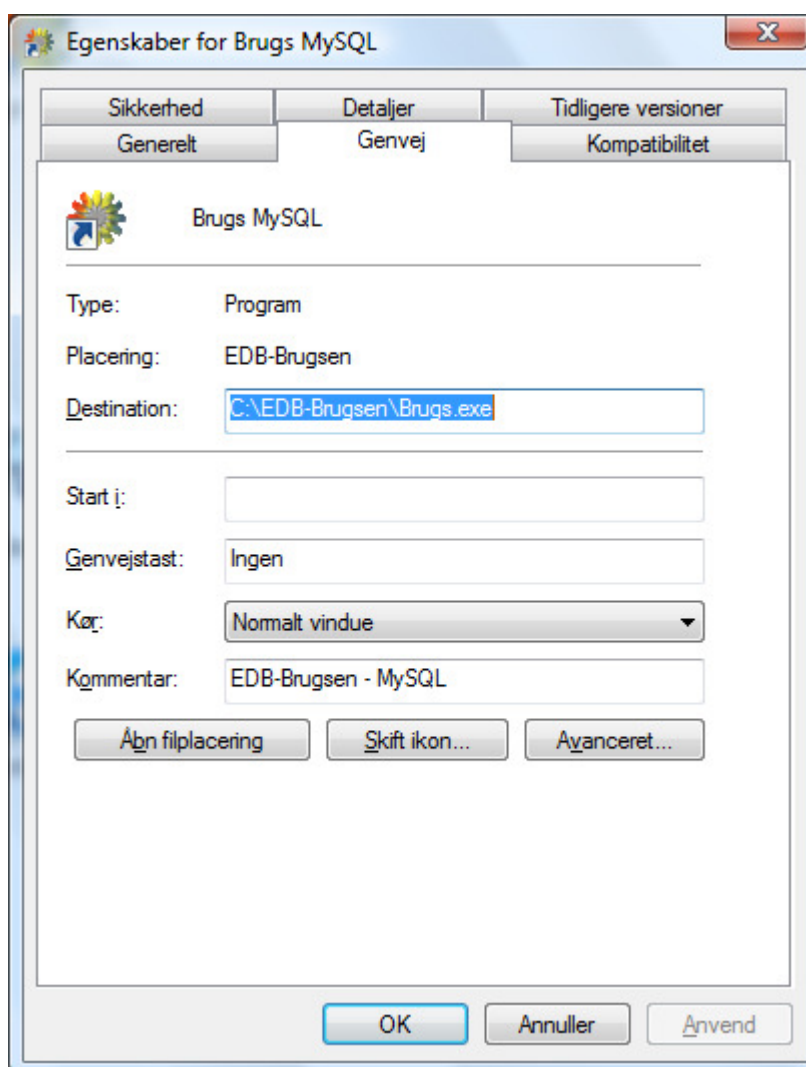 Egenskaber for Brugs MySQL
Sikkerhed Detaljer Tidligere versioner
Generelt Genvej Kompatibilitet
Brugs MySQL
Type: Program
Placering: EDB-Brugsen
Destination: C:\EDB-Brugsen\Brugs.exe
Start i:
Genvejstast: Ingen
Kør: Normalt vindue
Kommentar: EDB-Brugsen - MySQL
Åbn filplacering Skift ikon... Avanceret...
OK Annuller Anvend